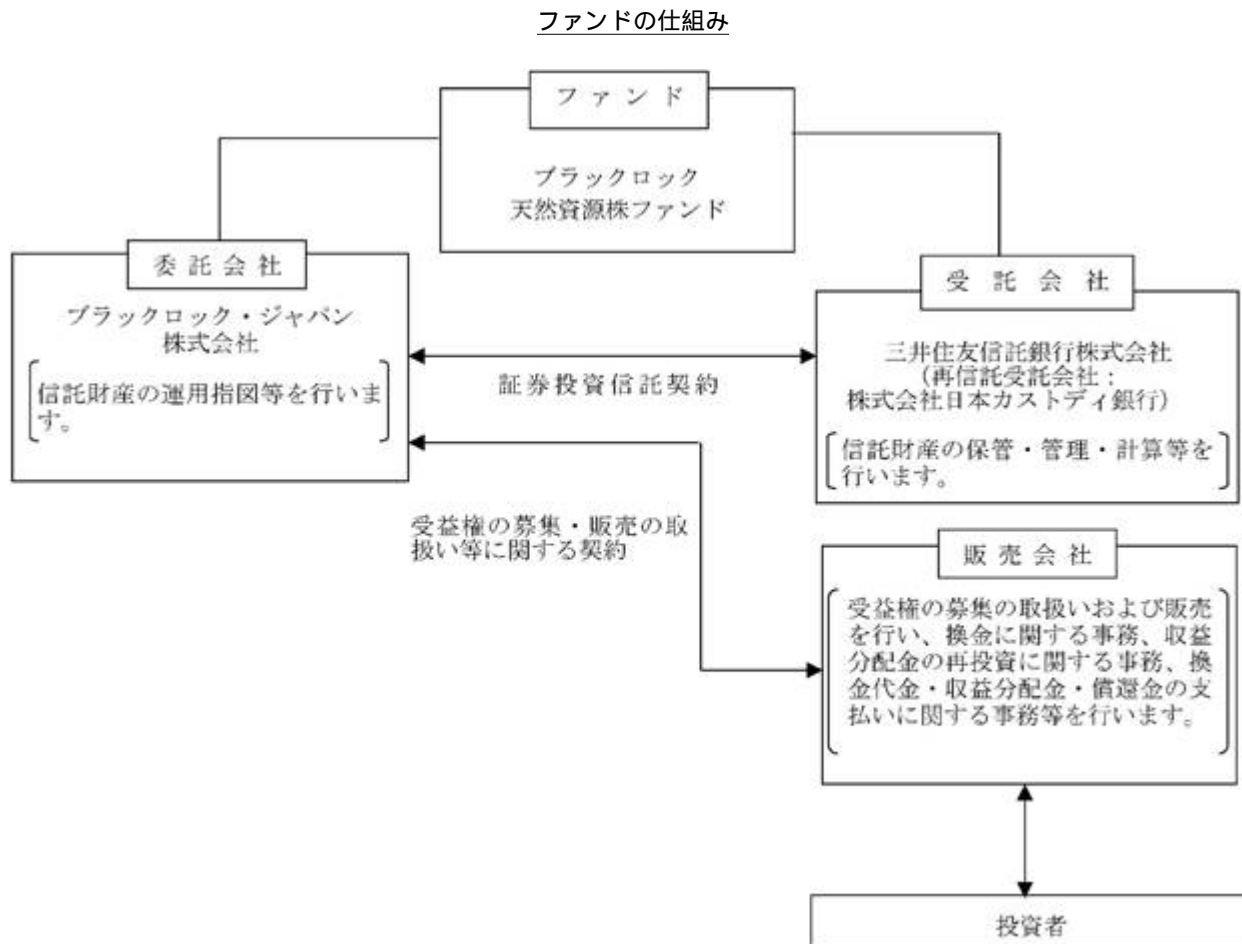 ファンドの仕組み
ファンド
ブラックロック
天然資源株ファンド
委託会社
ブラックロック・ジャパン
株式会社
信託財産の運用指図等を行いま
す。
証券投資信託契約
受託会社
三井住友信託銀行株式会社
（再信託受託会社：
株式会社日本カストディ銀行）
信託財産の保管・管理・計算等を
行います。
受益権の募集・販売の取
扱い等に関する契約
販売会社
受益権の募集の取扱いおよび販売
を行い、換金に関する事務、収益
分配金の再投資に関する事務、換
金代金・収益分配金・償還金の支
払いに関する事務等を行います。
投資者